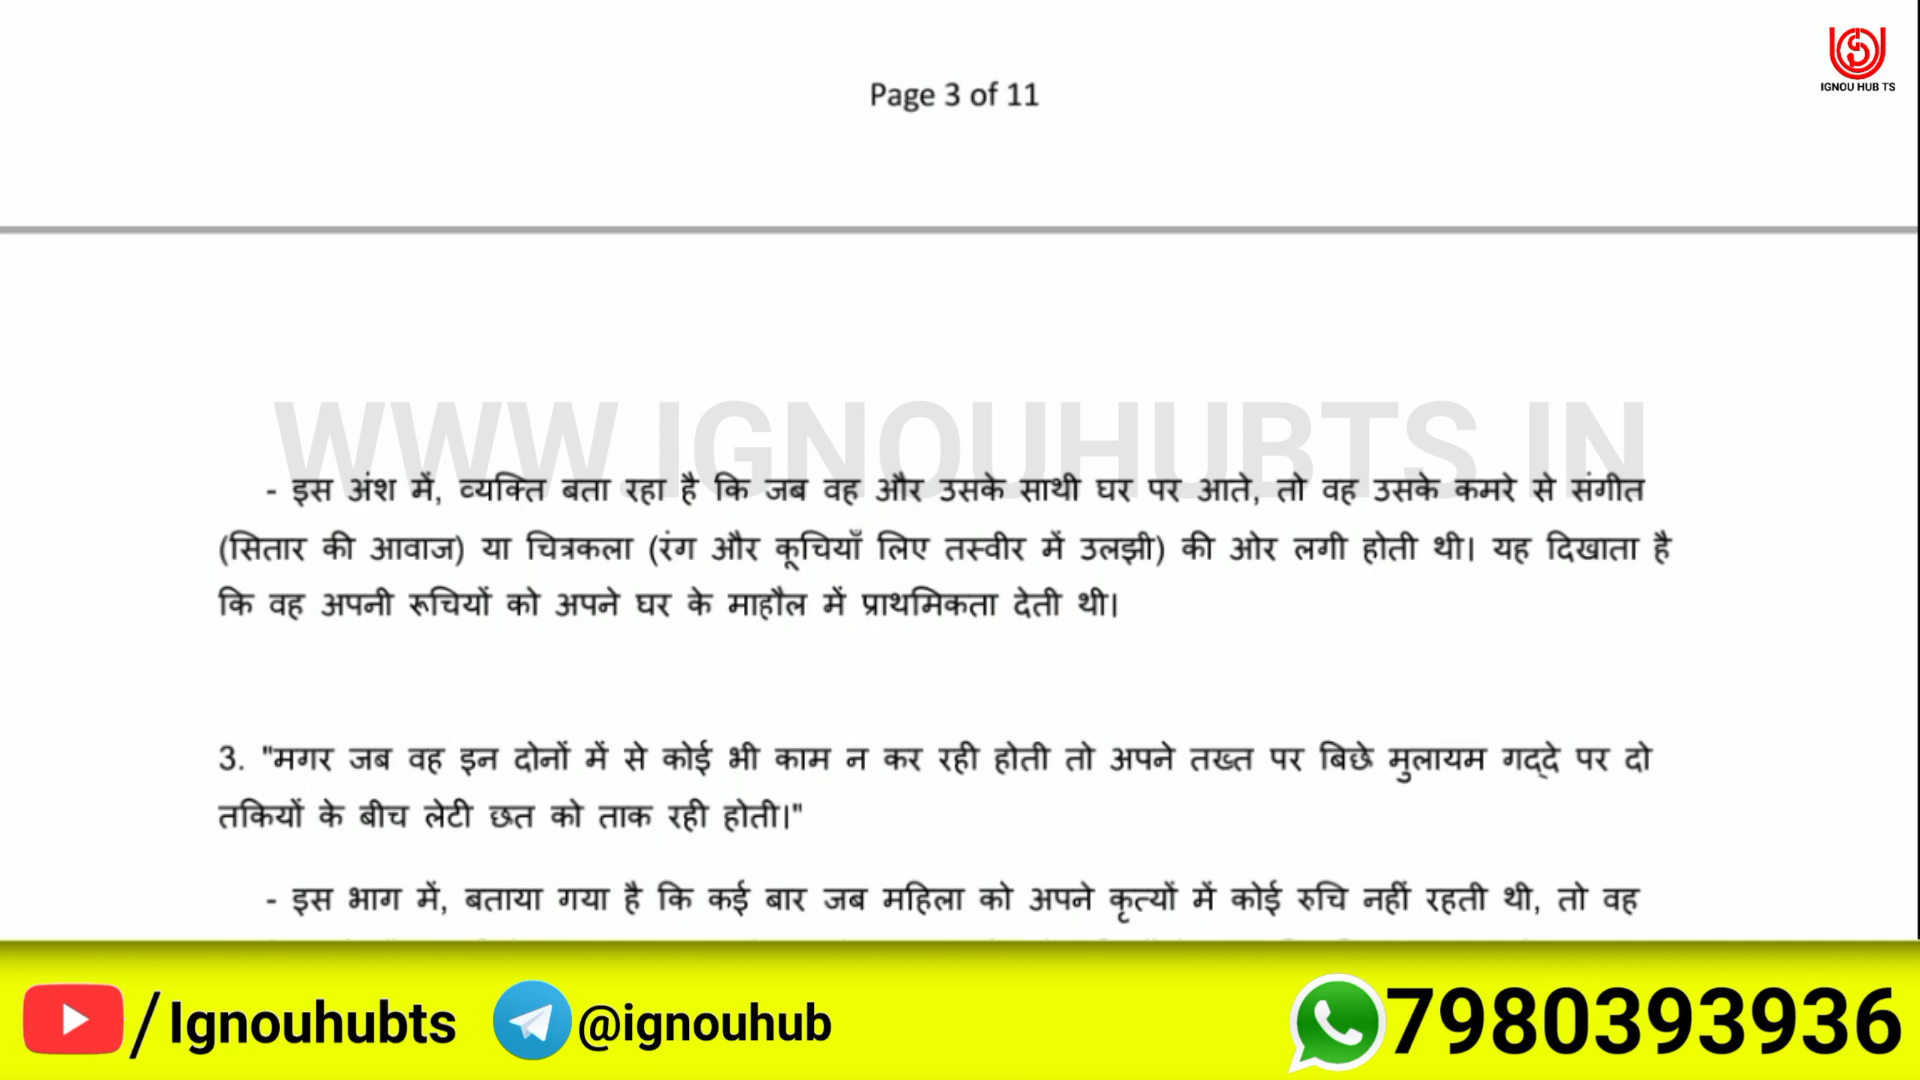 IGNOU HUB TS
Page 3 of 11
WWW.IGNOUHUBTS.IN
- इस अंश में, व्यक्ति बता रहा है कि जब वह और उसके साथी घर पर आते, तो वह उसके कमरे से संगीत
(सितार की आवाज) या चित्रकला (रंग और कूचियाँ लिए तस्वीर में उलझी) की ओर लगी होती थी। यह दिखाता है
कि वह अपनी रूचियों को अपने घर के माहौल में प्राथमिकता देती थी।
3. "मगर जब वह इन दोनों में से कोई भी काम न कर रही होती तो अपने तख्त पर बिछे मुलायम गद्दे पर दो
तकियों के बीच लेटी छत को ताक रही होती।"
- इस भाग में, बताया गया है कि कई बार जब महिला को अपने कृत्यों में कोई रुचि नहीं रहती थी, तो वह
/Ignouhubts @ignouhub 7980393936